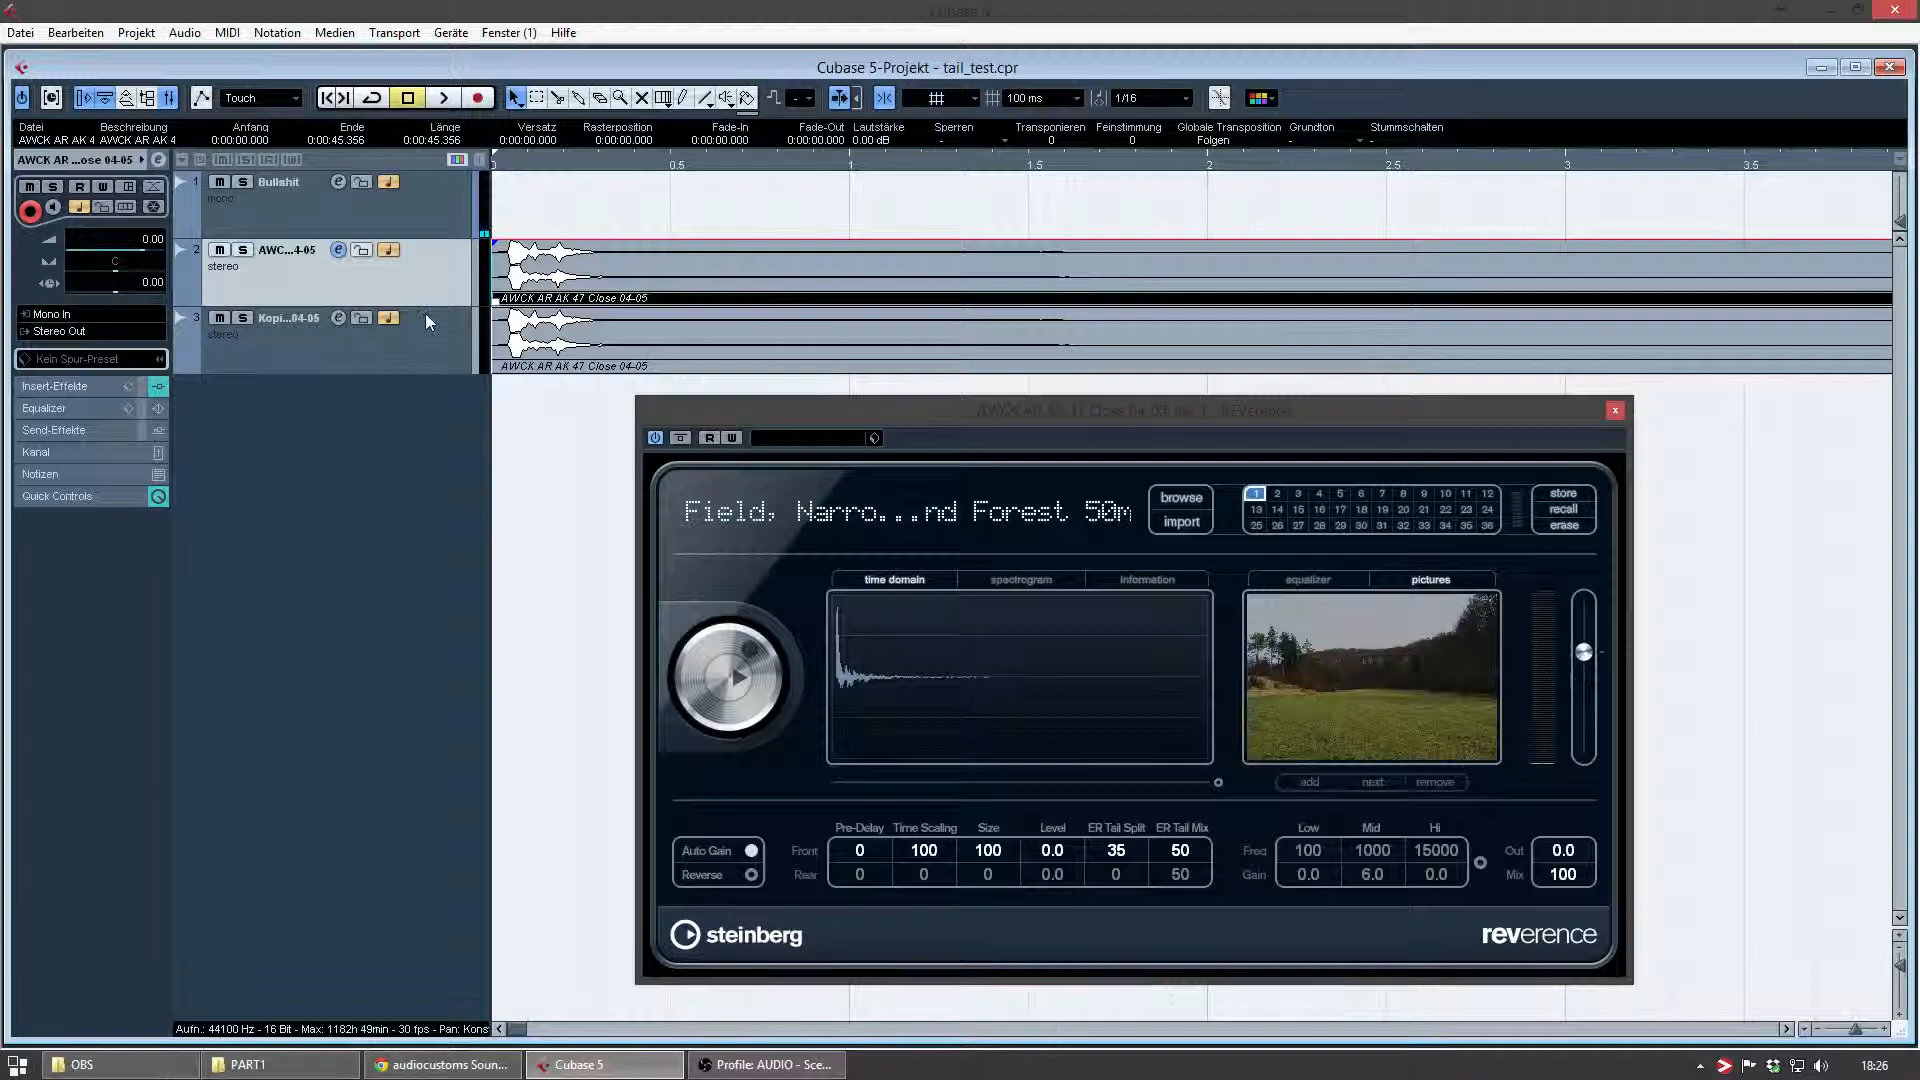 Datei Bearbeiten Projekt Audio MIDI Notation Medien Transport Geräte Fenster (1) Hilfe
Cubase 5-Projekt - tail_test.cpr
Touch
100 ms
1/16
Datei Beschreibung Anfang Ende Länge Versatz Rasterposition Fade-In Fade-Out Lautstärke Sperren Transponieren Feinstimmung Globale Transposition Grundton Stummschalten
AWCK AR AK 4 AWCK AR AK 4 0:00:00.000 0:00:45.356 0:00:45.356 0:00:00.000 0:00:00.000 0:00:00.000 0:00:00.000 0.00 dB - 0 0 Folgen - -
AWCK AR ...ose 04-05
0.5 1 1.5 2 2.5 3 3.5
M S R W
0.00
C
0.00
Mono In
Stereo Out
Kein Spur-Preset
Insert-Effekte
Equalizer
Send-Effekte
Kanal
Notizen
Quick Controls
1 m S Bullshit
mono
2 m S AWC...4-05
stereo
3 m S Kopi...04-05
stereo
AWCK AR AK 47 Close 04-05
AWCK AR AK 47 Close 04-05
R W
Field, Narro...nd Forest 50m
browse
import
1 2 3 4 5 6 7 8 9 10 11 12
13 14 15 16 17 18 19 20 21 22 23 24
25 26 27 28 29 30 31 32 33 34 35 36
store
recall
erase
time domain spectrogram information
equalizer pictures
add next remove
Pre-Delay Time Scaling Size Level ER Tail Split ER Tail Mix Low Mid Hi
Auto Gain Front 0 100 100 0.0 35 50 Freq 100 1000 15000 Out 0.0
Reverse Rear 0 0 0 0.0 0 50 Gain 0.0 6.0 0.0 Mix 100
steinberg
reverence
Aufn.: 44100 Hz - 16 Bit - Max: 1182h 49min - 30 fps - Pan: Kons
OBS PART1 audiocustoms Soun... Cubase 5 Profile: AUDIO - Sce...
18:26